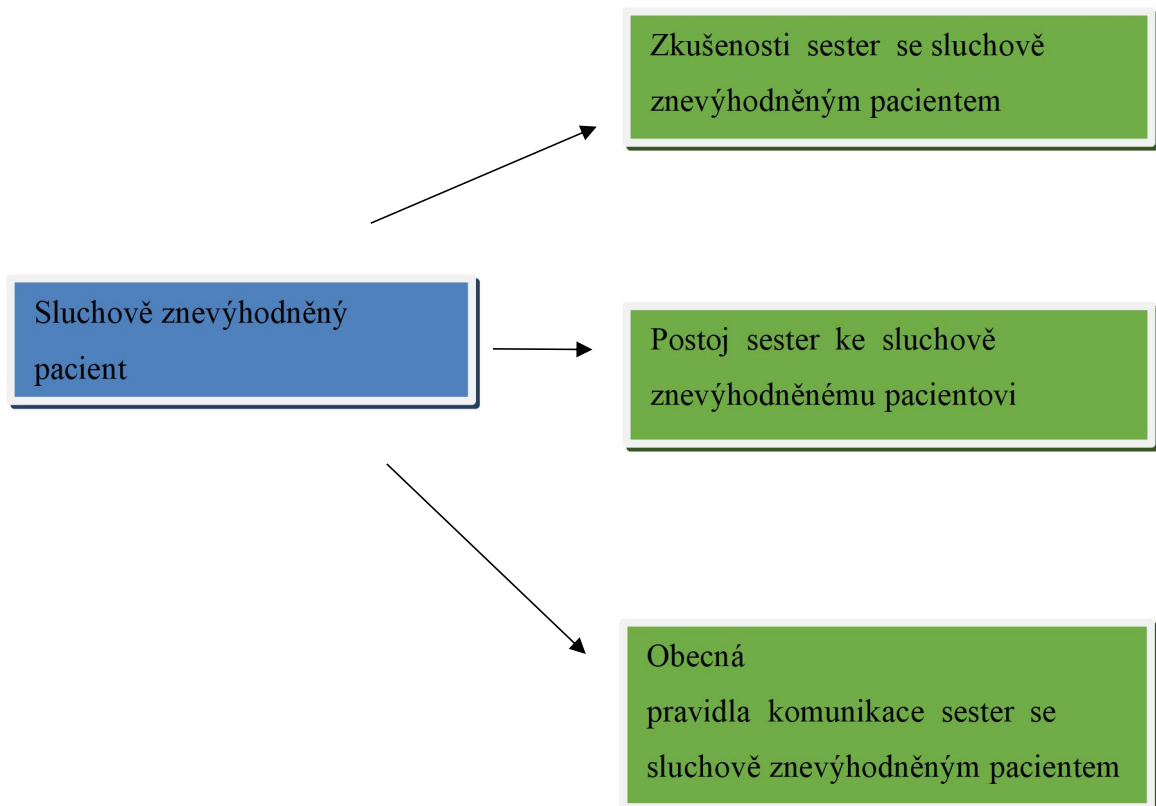 Zkušenosti sester se sluchově
znevýhodněným pacientem
Sluchově znevýhodněný
pacient
Postoj sester ke sluchově
znevýhodněnému pacientovi
Obecná
pravidla komunikace sester se
sluchově znevýhodněným pacientem